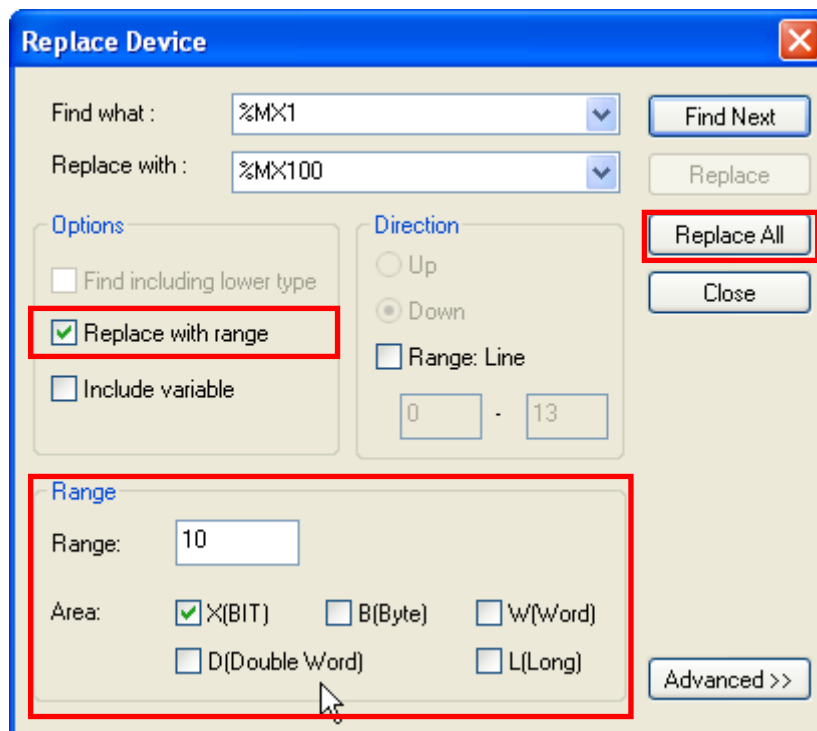 Replace Device
Find what :
%MX1
Find Next
Replace with :
%MX100
Replace
Options
Direction
Replace All
Find including lower type
Up
Close
Down
Replace with range
Range: Line
Include variable
0 - 13
Range
Range:
10
Area:
X(BIT)
B(Byte)
W(Word)
D(Double Word)
L(Long)
Advanced >>